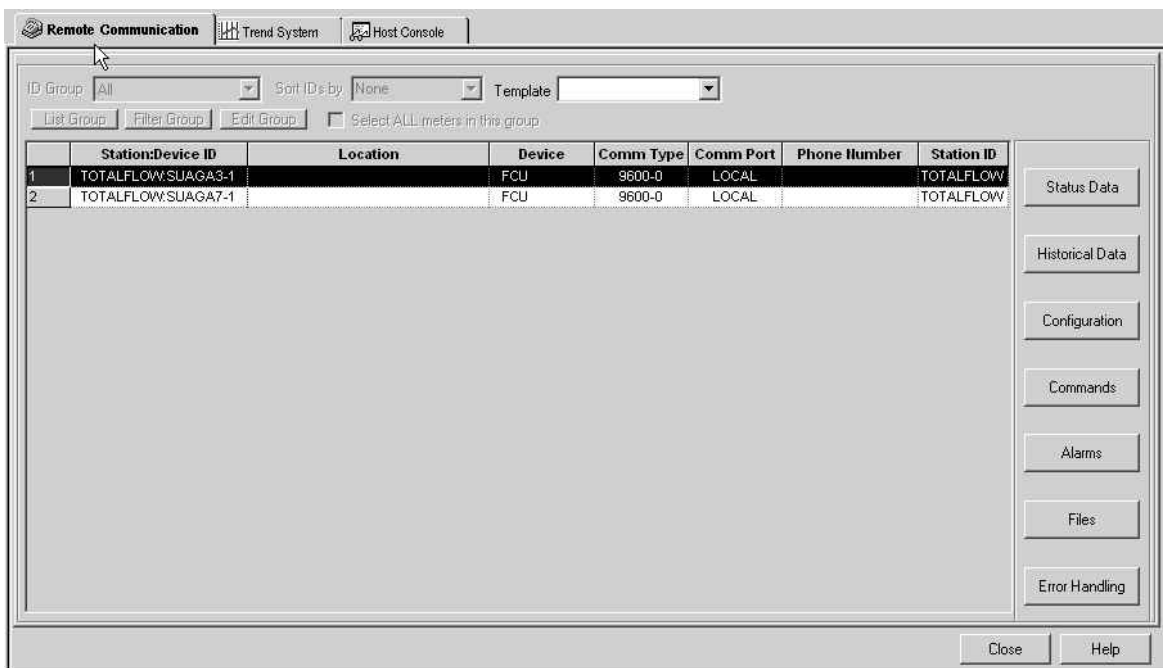 Remote Communication Trend System Host Console
ID Group All Sort IDs by None Template
List Group Filter Group Edit Group Select ALL meters in this group
Station:Device ID Location Device Comm Type Comm Port Phone Number Station ID
1 TOTALFLOW:SUAGA3-1 FCU 9600-0 LOCAL TOTALFLOW
2 TOTALFLOW:SUAGA7-1 FCU 9600-0 LOCAL TOTALFLOW
Status Data
Historical Data
Configuration
Commands
Alarms
Files
Error Handling
Close Help